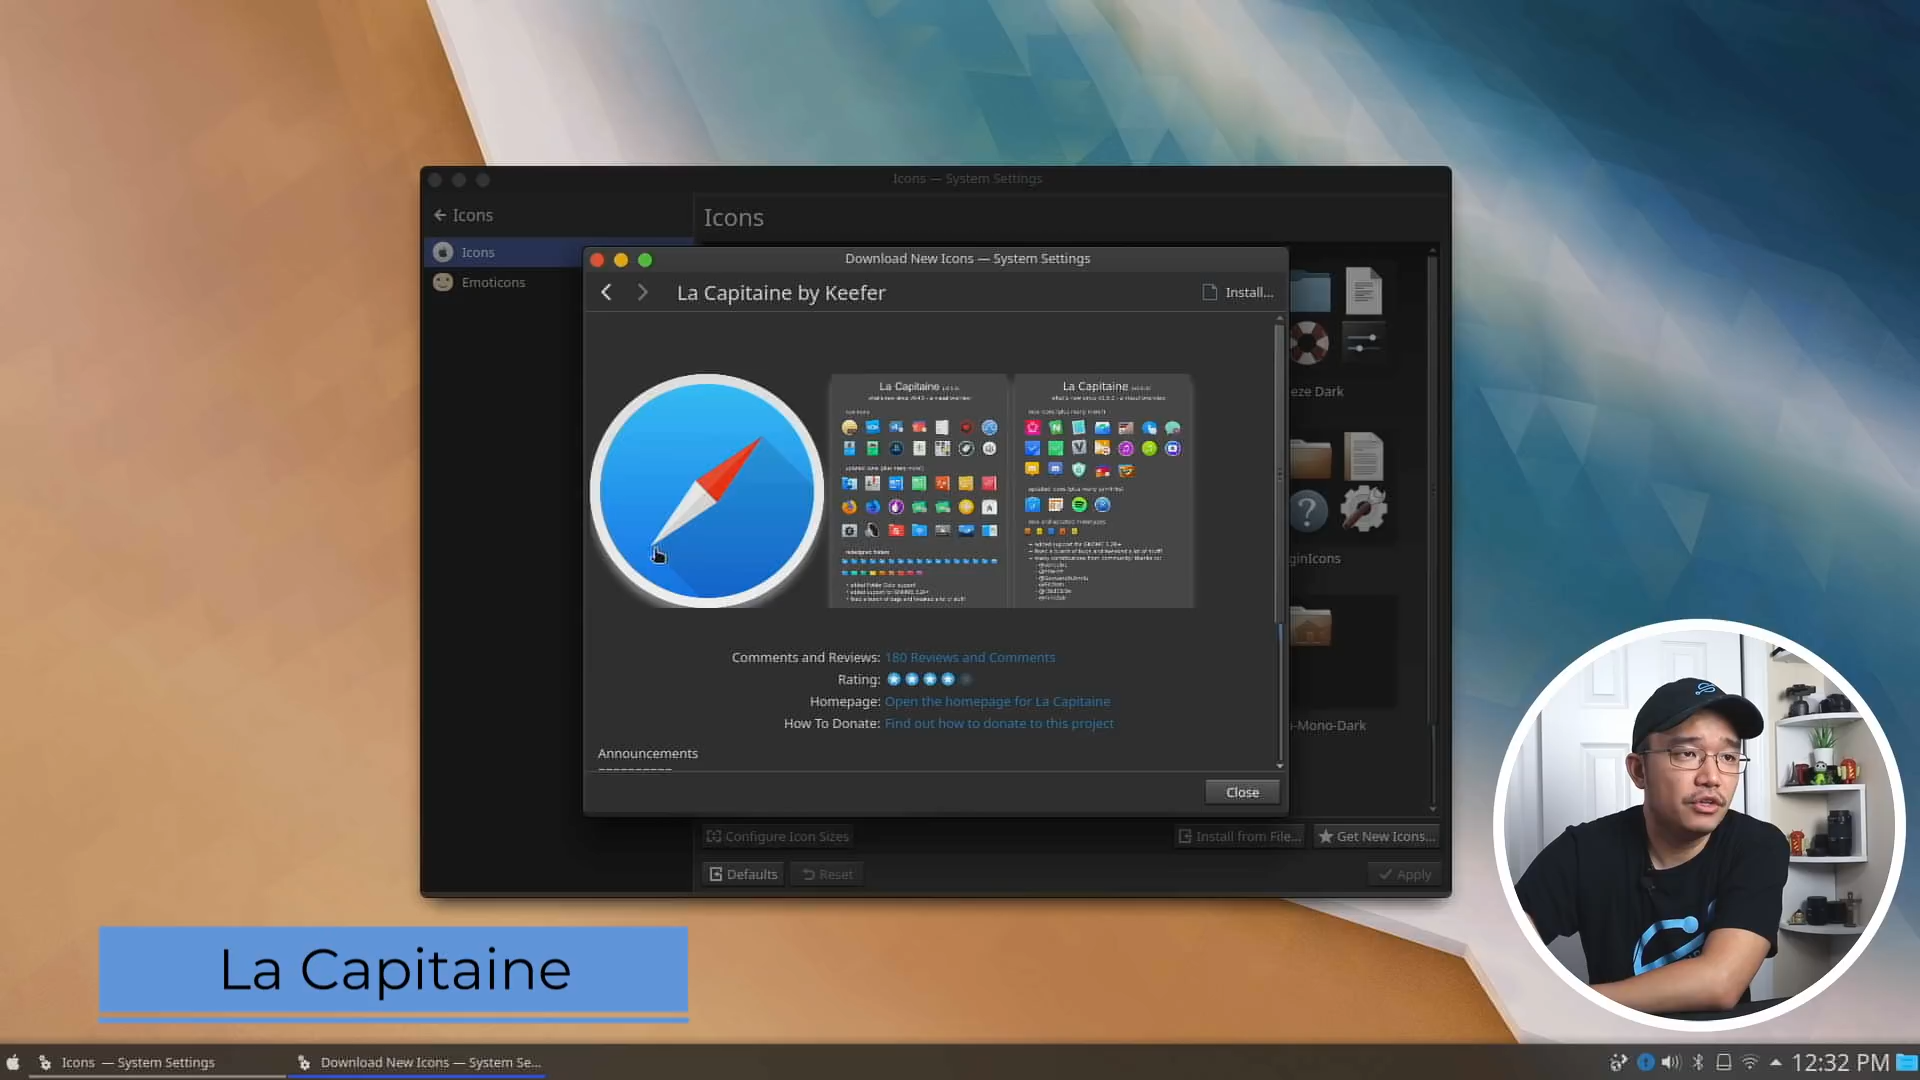 Icons — System Settings
Icons
Icons
Icons
Emoticons
Download New Icons — System Settings
La Capitaine by Keefer
Install...
La Capitaine
La Capitaine
Comments and Reviews: 180 Reviews and Comments
Rating:
Homepage: Open the homepage for La Capitaine
How To Donate: Find out how to donate to this project
Announcements
----------
Close
eze Dark
ginIcons
-Mono-Dark
Configure Icon Sizes
Install from File...
Get New Icons...
Defaults
Reset
Apply
La Capitaine
Icons — System Settings
Download New Icons — System Se...
12:32 PM